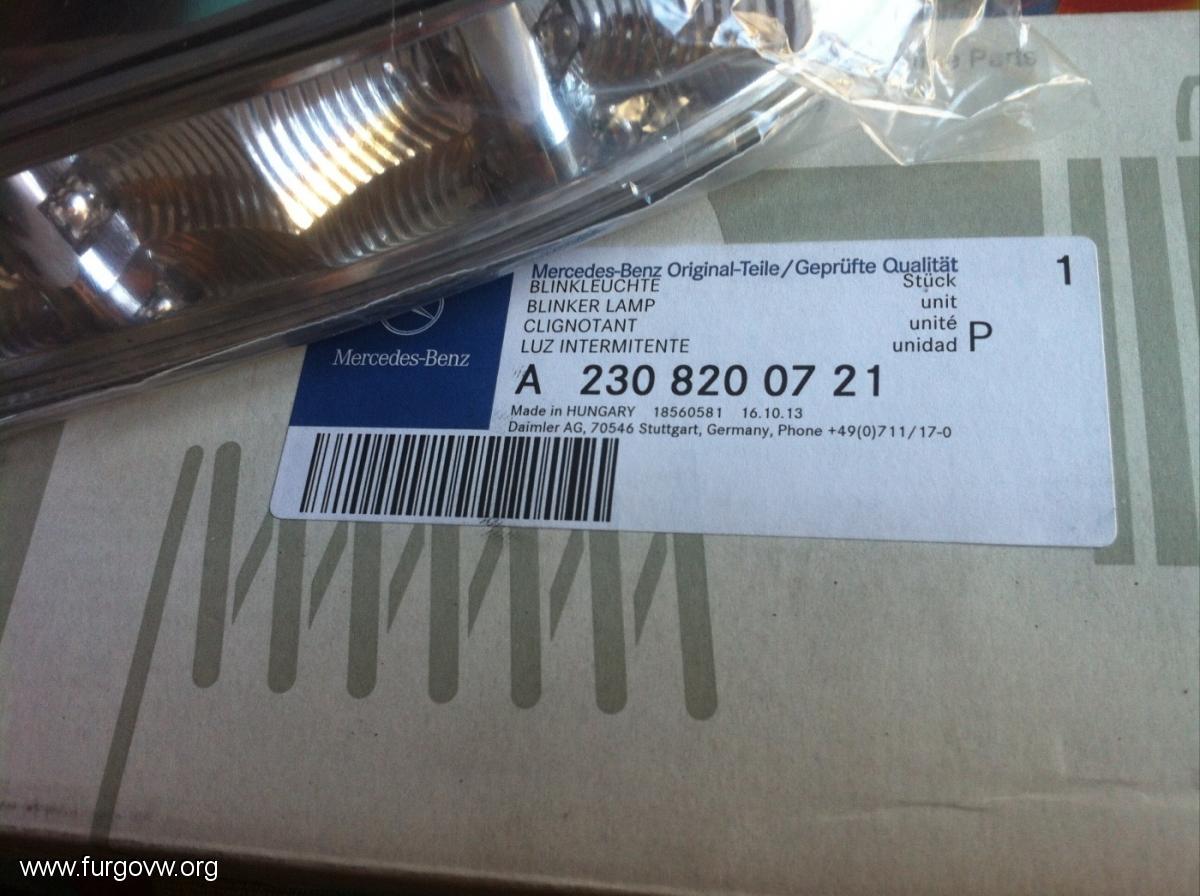 e Parts
Mercedes-Benz Original-Teile/Geprüfte Qualität 1
BLINKLEUCHTE Stück
BLINKER LAMP unit
CLIGNOTANT unité
LUZ INTERMITENTE unidad P
Mercedes-Benz
A 230 820 07 21
Made in HUNGARY 18560581 16.10.13
Daimler AG, 70546 Stuttgart, Germany, Phone +49(0)711/17-0
www.furgovw.org